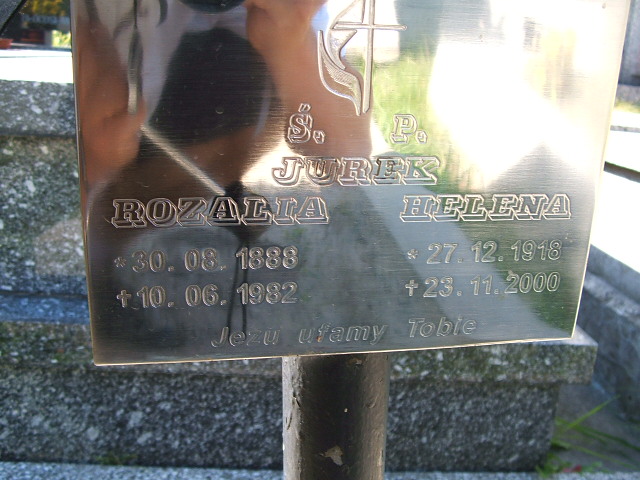 Ś. P.
JUREK
ROZALIA HELENA
*30. 08. 1888 *27. 12. 1918
✝10. 06. 1982 ✝23. 11. 2000
Jezu ufamy Tobie